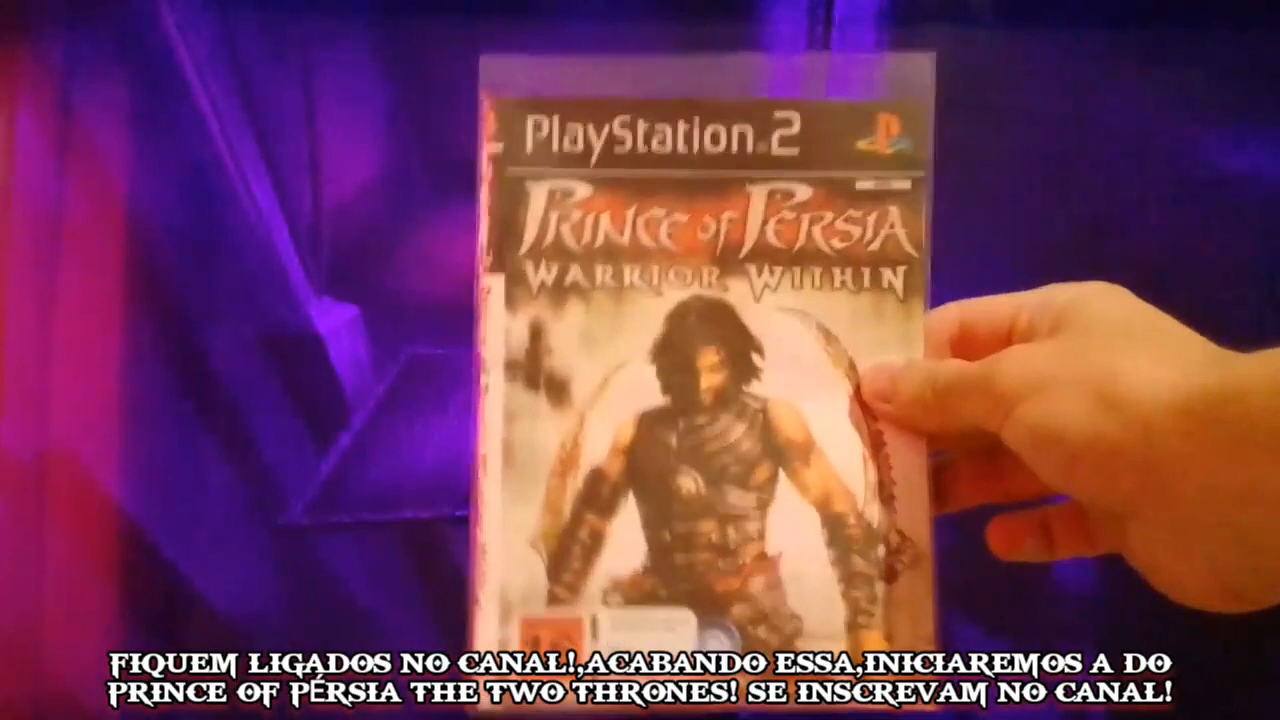 PlayStation.2
PRINCE OF PERSIA
WARRIOR WITHIN
FIQUEM LIGADOS NO CANAL!,ACABANDO ESSA,INICIAREMOS A DO
PRINCE OF PÉRSIA THE TWO THRONES! SE INSCREVAM NO CANAL!